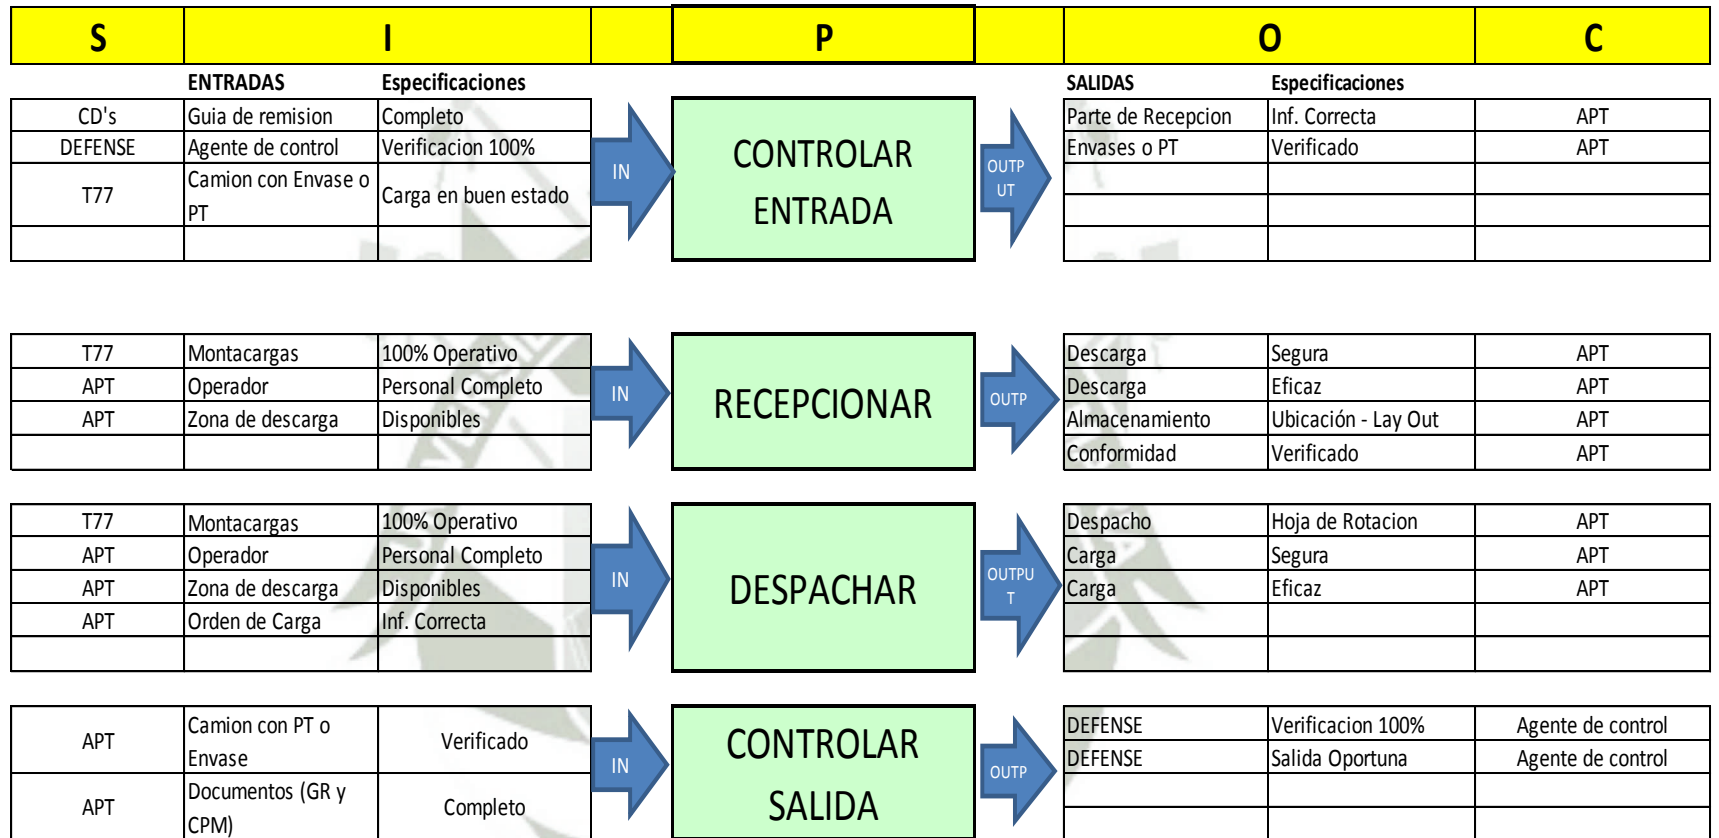 S I P O C
ENTRADAS Especificaciones SALIDAS Especificaciones
CD's Guia de remision Completo Parte de Recepcion Inf. Correcta APT
DEFENSE Agente de control Verificacion 100% Envases o PT Verificado APT
T77 Camion con Envase o PT Carga en buen estado
IN
CONTROLAR
ENTRADA
OUTP
UT
T77 Montacargas 100% Operativo Descarga Segura APT
APT Operador Personal Completo Descarga Eficaz APT
APT Zona de descarga Disponibles Almacenamiento Ubicación - Lay Out APT
Conformidad Verificado APT
IN
RECEPCIONAR
OUTP
T77 Montacargas 100% Operativo Despacho Hoja de Rotacion APT
APT Operador Personal Completo Carga Segura APT
APT Zona de descarga Disponibles Carga Eficaz APT
APT Orden de Carga Inf. Correcta
IN
DESPACHAR
OUTPU
T
APT Camion con PT o Envase Verificado DEFENSE Verificacion 100% Agente de control
DEFENSE Salida Oportuna Agente de control
APT Documentos (GR y CPM) Completo
IN
CONTROLAR
SALIDA
OUTP